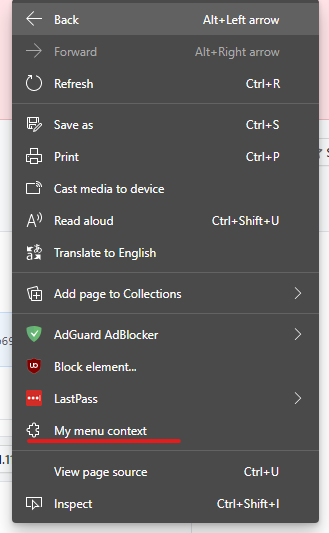 Back Alt+Left arrow
Forward Alt+Right arrow
Refresh Ctrl+R
Save as Ctrl+S
Print Ctrl+P
Cast media to device
Read aloud Ctrl+Shift+U
Translate to English
Add page to Collections
AdGuard AdBlocker
Block element...
LastPass
My menu context
View page source Ctrl+U
Inspect Ctrl+Shift+I